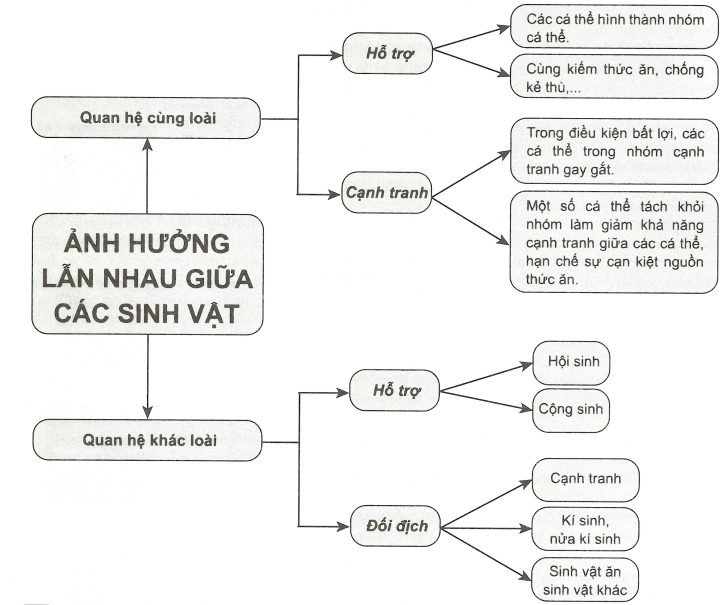 Các cá thể hình thành nhóm
cá thể.
Hỗ trợ
Cùng kiếm thức ăn, chống
kẻ thù,...
Quan hệ cùng loài
Trong điều kiện bất lợi, các
cá thể trong nhóm cạnh
tranh gay gắt.
Cạnh tranh
Một số cá thể tách khỏi
nhóm làm giảm khả năng
cạnh tranh giữa các cá thể,
hạn chế sự cạn kiệt nguồn
thức ăn.
ẢNH HƯỞNG
LẪN NHAU GIỮA
CÁC SINH VẬT
Hội sinh
Hỗ trợ
Cộng sinh
Quan hệ khác loài
Cạnh tranh
Đối địch
Kí sinh,
nửa kí sinh
Sinh vật ăn
sinh vật khác